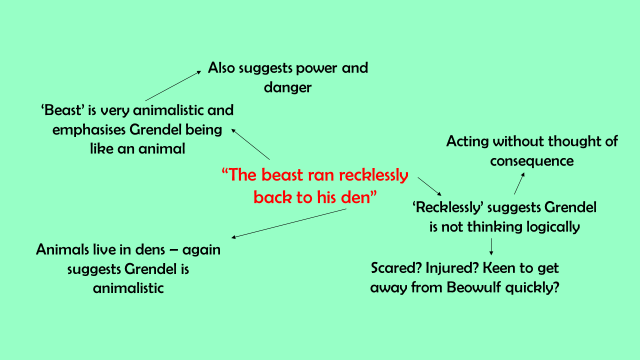 Also suggests power and
danger
‘Beast’ is very animalistic and
emphasises Grendel being
like an animal
Acting without thought of
consequence
“The beast ran recklessly
back to his den”
‘Recklessly’ suggests Grendel
is not thinking logically
Animals live in dens – again
suggests Grendel is
animalistic
Scared? Injured? Keen to get
away from Beowulf quickly?